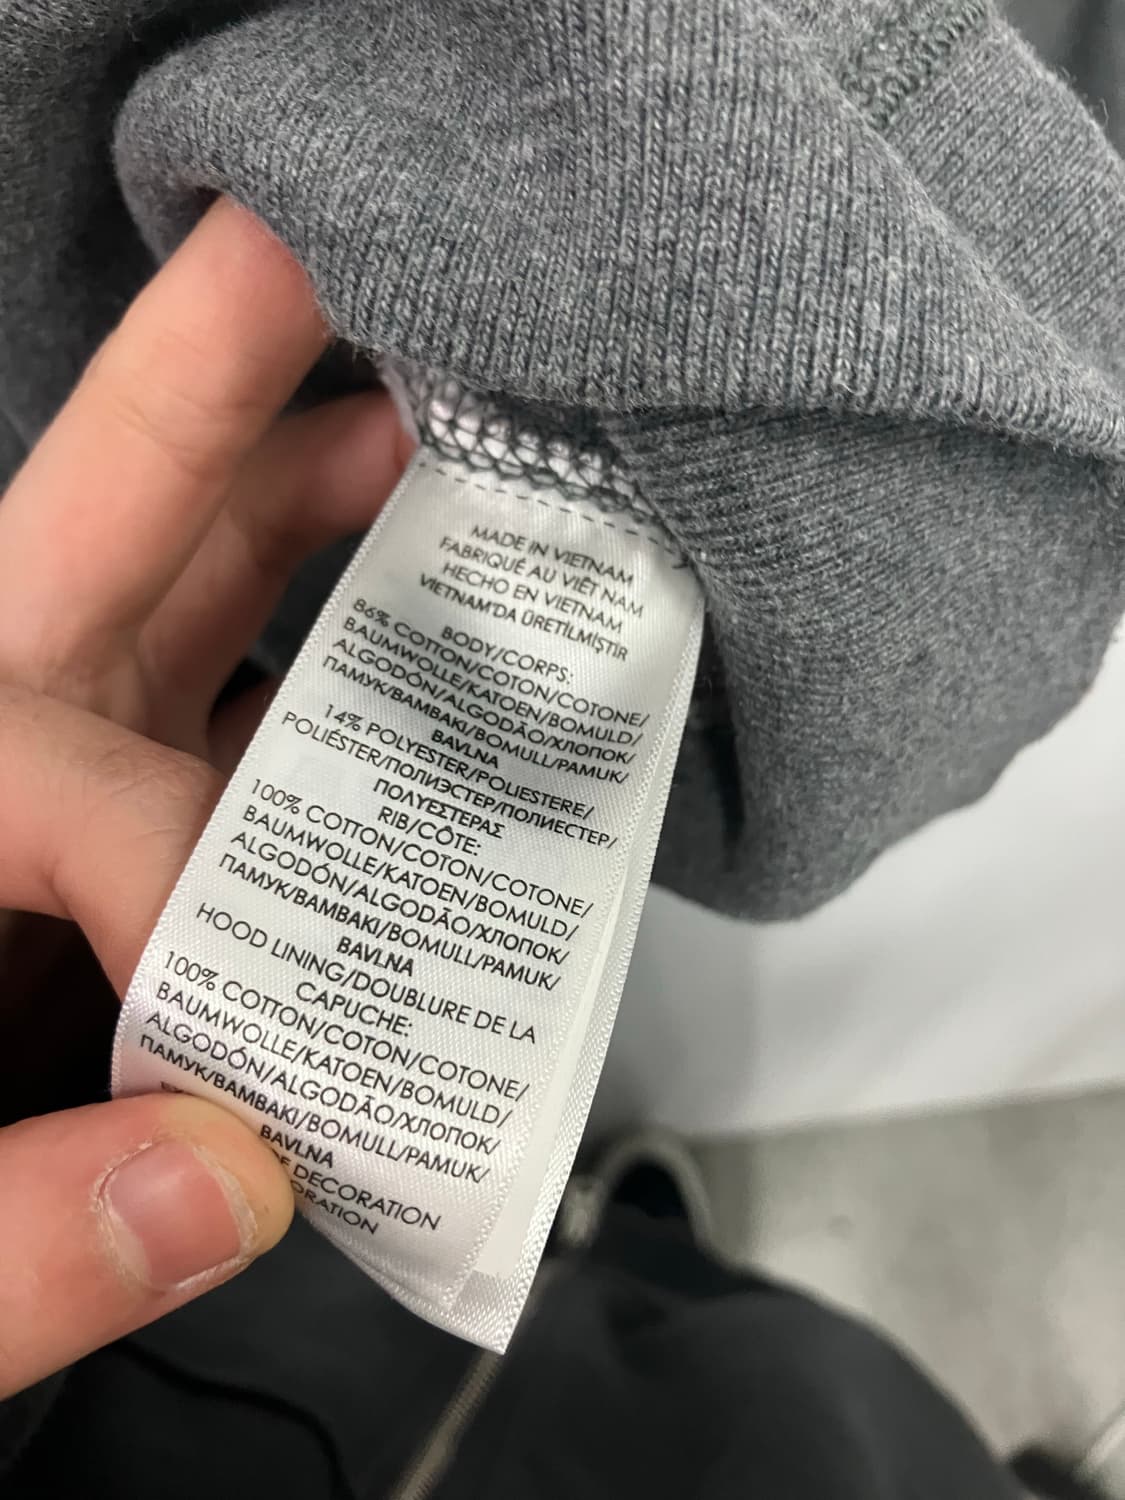 MADE IN VIETNAM
FABRIQUÉ AU VIÊT NAM
HECHO EN VIETNAM
VIETNAM'DA ÜRETİLMİŞTİR
BODY/CORPS:
86% COTTON/COTON/COTONE/
BAUMWOLLE/KATOEN/BOMULD/
ALGODÓN/ALGODÃO/ХЛОПОК/
ПАМУК/BAMBAKI/BOMULL/PAMUK/
BAVLNA
14% POLYESTER/POLIESTERE/
POLIÉSTER/ПОЛИЭСТЕР/ПОЛИЕСТЕР/
ΠΟΛΥΕΣΤΕΡΑΣ
RIB/CÔTE:
100% COTTON/COTON/COTONE/
BAUMWOLLE/KATOEN/BOMULD/
ALGODÓN/ALGODÃO/ХЛОПОК/
ПАМУК/BAMBAKI/BOMULL/PAMUK/
BAVLNA
HOOD LINING/DOUBLURE DE LA
CAPUCHE:
100% COTTON/COTON/COTONE/
BAUMWOLLE/KATOEN/BOMULD/
ALGODÓN/ALGODÃO/ХЛОПОК/
ПАМУК/BAMBAKI/BOMULL/PAMUK/
BAVLNA
DECORATION